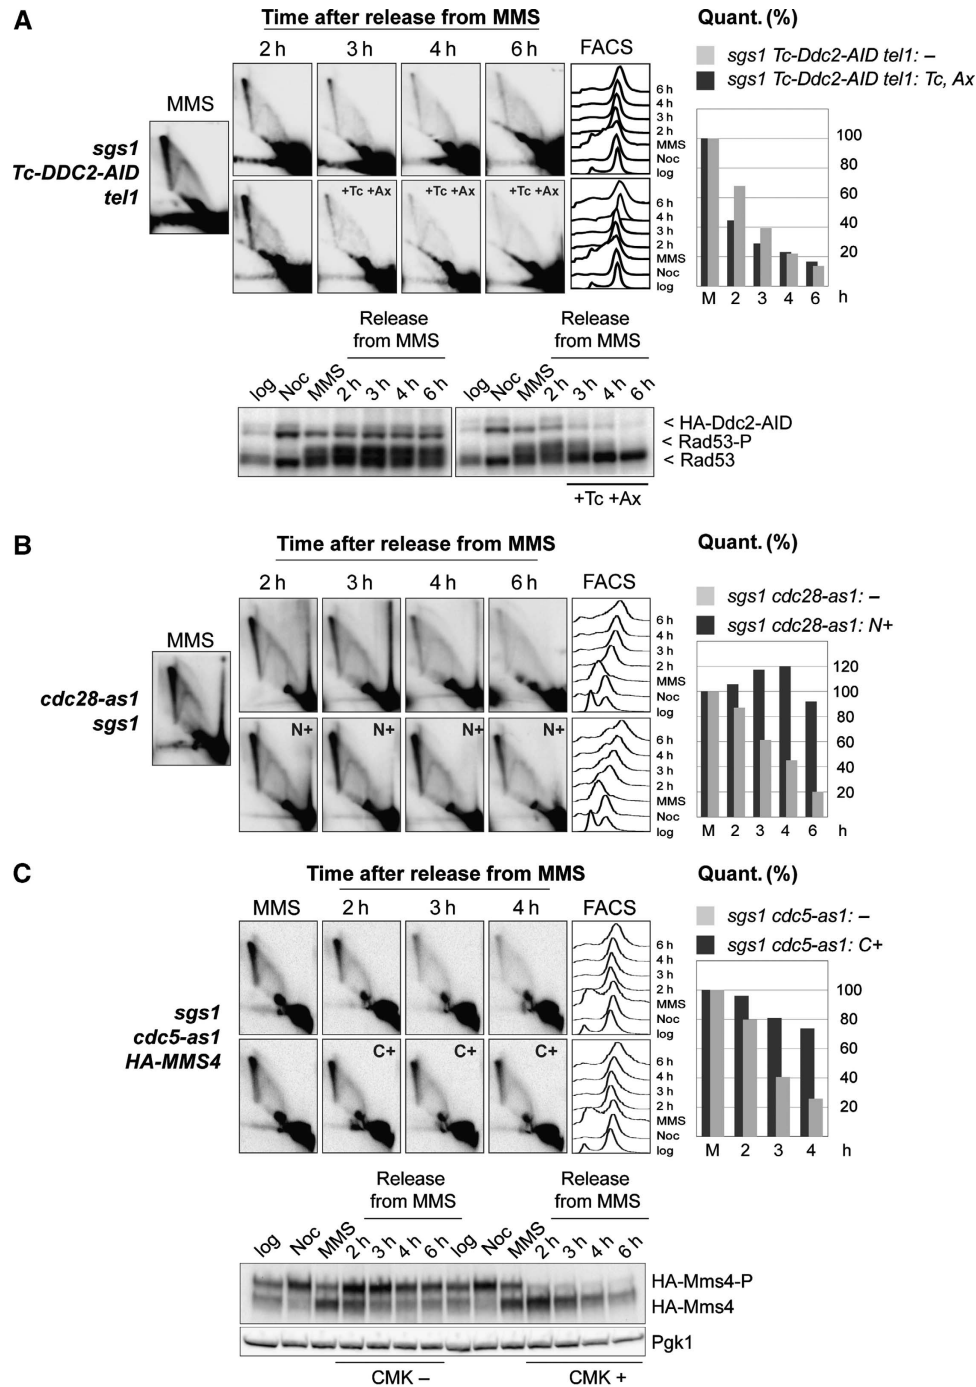 A
Time after release from MMS
2 h 3 h 4 h 6 h FACS
MMS
sgs1
Tc-DDC2-AID
tel1
6 h
4 h
3 h
2 h
MMS
Noc
log
+Tc +Ax +Tc +Ax +Tc +Ax
6 h
4 h
3 h
2 h
MMS
Noc
log
Quant. (%)
sgs1 Tc-Ddc2-AID tel1: –
sgs1 Tc-Ddc2-AID tel1: Tc, Ax
100
80
60
40
20
M 2 3 4 6 h
Release
from MMS
Release
from MMS
log Noc MMS 2 h 3 h 4 h 6 h log Noc MMS 2 h 3 h 4 h 6 h
< HA-Ddc2-AID
< Rad53-P
< Rad53
+Tc +Ax
B
Time after release from MMS
2 h 3 h 4 h 6 h FACS
MMS
cdc28-as1
sgs1
6 h
4 h
3 h
2 h
MMS
Noc
log
N+ N+ N+ N+
6 h
4 h
3 h
2 h
MMS
Noc
log
Quant. (%)
sgs1 cdc28-as1: –
sgs1 cdc28-as1: N+
120
100
80
60
40
20
M 2 3 4 6 h
C
Time after release from MMS
MMS 2 h 3 h 4 h FACS
sgs1
cdc5-as1
HA-MMS4
6 h
4 h
3 h
2 h
MMS
Noc
log
C+ C+ C+
6 h
4 h
3 h
2 h
MMS
Noc
log
Quant. (%)
sgs1 cdc5-as1: –
sgs1 cdc5-as1: C+
100
80
60
40
20
M 2 3 4 h
Release
from MMS
Release
from MMS
log Noc MMS 2 h 3 h 4 h 6 h log Noc MMS 2 h 3 h 4 h 6 h
HA-Mms4-P
HA-Mms4
Pgk1
CMK – CMK +